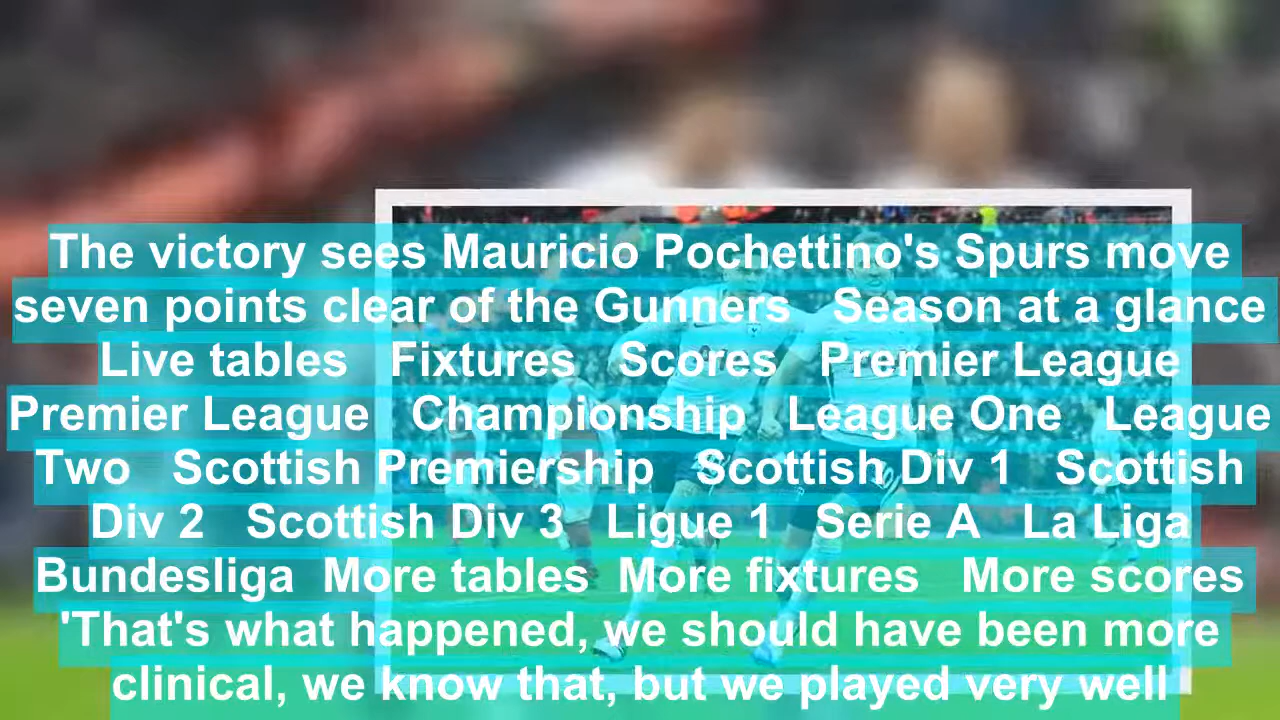 The victory sees Mauricio Pochettino's Spurs move
seven points clear of the Gunners   Season at a glance
Live tables   Fixtures   Scores   Premier League
Premier League   Championship   League One   League
Two   Scottish Premiership   Scottish Div 1   Scottish
Div 2   Scottish Div 3   Ligue 1   Serie A   La Liga
Bundesliga  More tables  More fixtures   More scores
'That's what happened, we should have been more
clinical, we know that, but we played very well